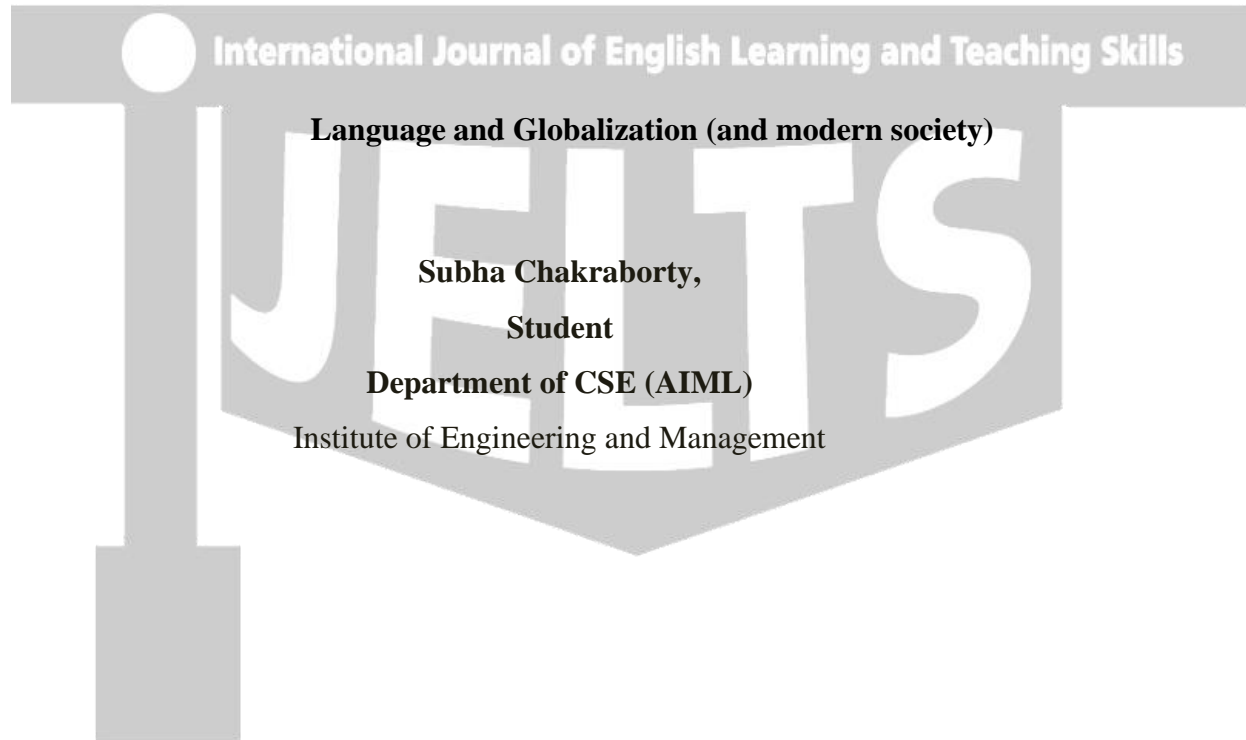 International Journal of English Learning and Teaching Skills
Language and Globalization (and modern society)
JELTS
Subha Chakraborty,
Student
Department of CSE (AIML)
Institute of Engineering and Management